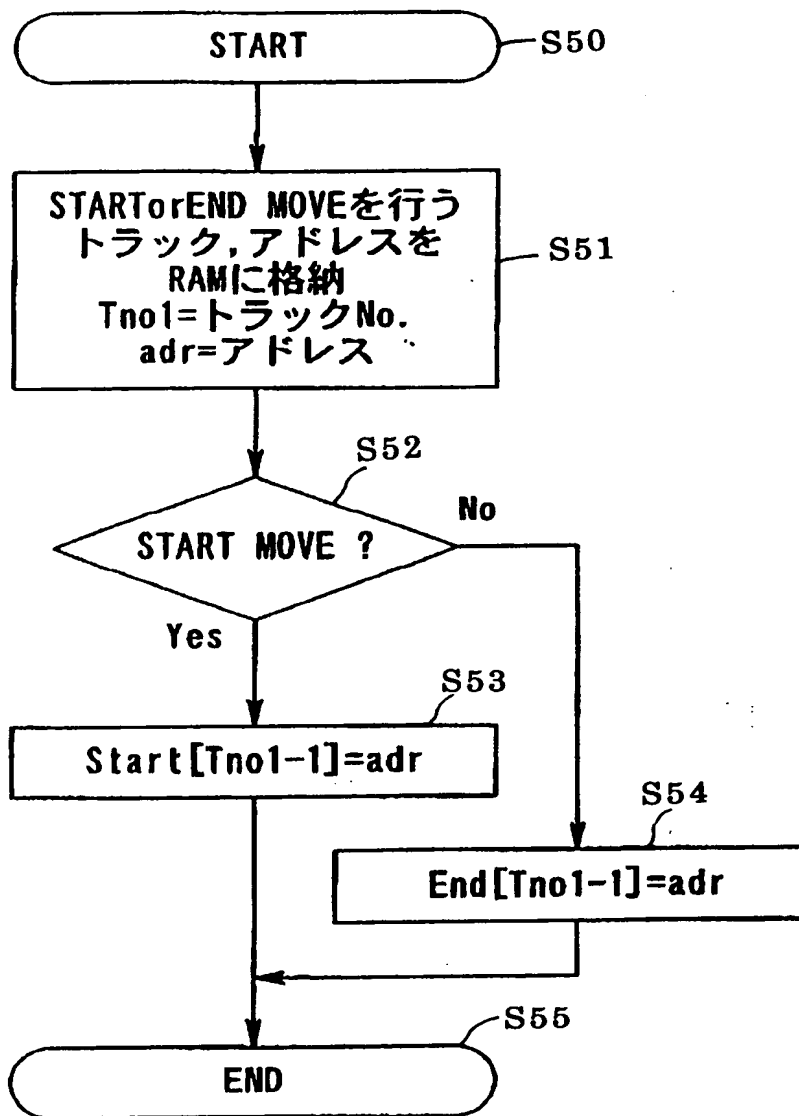 START
S50
STARTorEND MOVEを行う
トラック,アドレスを
RAMに格納
Tno1=トラックNo.
adr=アドレス
S51
S52
START MOVE ?
No
Yes
S53
Start[Tno1-1]=adr
S54
End[Tno1-1]=adr
S55
END